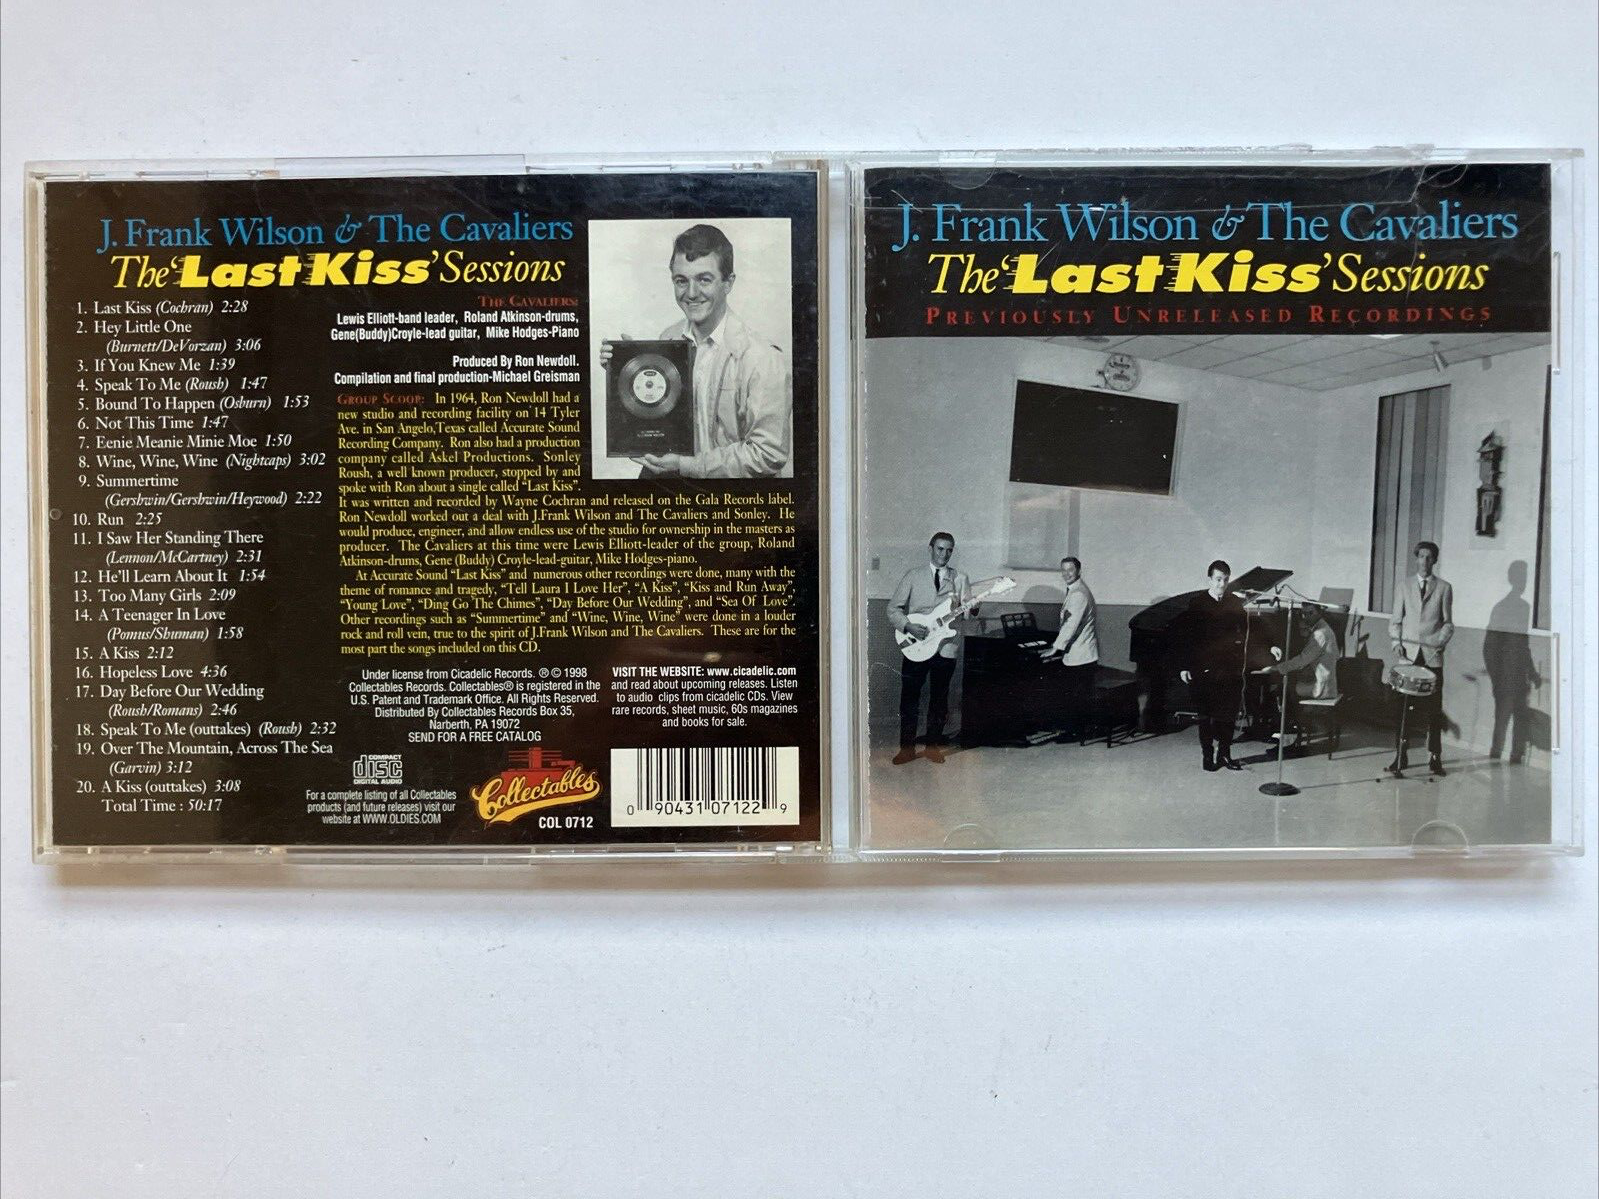 J. Frank Wilson & The Cavaliers
The 'Last Kiss' Sessions
1. Last Kiss (Cochran) 2:28
2. Hey Little One
(Burnett/DeVorzan) 3:06
3. If You Knew Me 1:39
4. Speak To Me (Roush) 1:47
5. Bound To Happen (Osburn) 1:53
6. Not This Time 1:47
7. Eenie Meanie Minie Moe 1:50
8. Wine, Wine, Wine (Nightcaps) 3:02
9. Summertime
(Gershwin/Gershwin/Heywood) 2:22
10. Run 2:25
11. I Saw Her Standing There
(Lennon/McCartney) 2:31
12. He'll Learn About It 1:54
13. Too Many Girls 2:09
14. A Teenager In Love
(Pomus/Shuman) 1:58
15. A Kiss 2:12
16. Hopeless Love 4:36
17. Day Before Our Wedding
(Roush/Romans) 2:46
18. Speak To Me (outtakes) (Roush) 2:32
19. Over The Mountain, Across The Sea
(Garvin) 3:12
20. A Kiss (outtakes) 3:08
Total Time : 50:17
The Cavaliers:
Lewis Elliott-band leader, Roland Atkinson-drums,
Gene(Buddy)Croyle-lead guitar, Mike Hodges-Piano
Produced By Ron Newdoll.
Compilation and final production-Michael Greisman
Group Scoop: In 1964, Ron Newdoll had a
new studio and recording facility on 14 Tyler
Ave. in San Angelo,Texas called Accurate Sound
Recording Company. Ron also had a production
company called Askel Productions. Sonley
Roush, a well known producer, stopped by and
spoke with Ron about a single called "Last Kiss".
It was written and recorded by Wayne Cochran and released on the Gala Records label.
Ron Newdoll worked out a deal with J.Frank Wilson and The Cavaliers and Sonley. He
would produce, engineer, and allow endless use of the studio for ownership in the masters as
producer. The Cavaliers at this time were Lewis Elliott-leader of the group, Roland
Atkinson-drums, Gene (Buddy) Croyle-lead-guitar, Mike Hodges-piano.
At Accurate Sound "Last Kiss" and numerous other recordings were done, many with the
theme of romance and tragedy, "Tell Laura I Love Her", "A Kiss", "Kiss and Run Away",
"Young Love", "Ding Go The Chimes", "Day Before Our Wedding", and "Sea Of Love".
Other recordings such as "Summertime" and "Wine, Wine, Wine" were done in a louder
rock and roll vein, true to the spirit of J.Frank Wilson and The Cavaliers. These are for the
most part the songs included on this CD.
Under license from Cicadelic Records. ℗ © 1998
Collectables Records. Collectables® is registered in the
U.S. Patent and Trademark Office. All Rights Reserved.
Distributed By Collectables Records Box 35,
Narberth, PA 19072
SEND FOR A FREE CATALOG
VISIT THE WEBSITE: www.cicadelic.com
and read about upcoming releases. Listen
to audio clips from cicadelic CDs. View
rare records, sheet music, 60s magazines
and books for sale.
COMPACT
disc
DIGITAL AUDIO
For a complete listing of all Collectables
products (and future releases) visit our
website at WWW.OLDIES.COM
Collectables
COL 0712
0 90431 07122 9
J. Frank Wilson & The Cavaliers
The 'Last Kiss' Sessions
Previously Unreleased Recordings